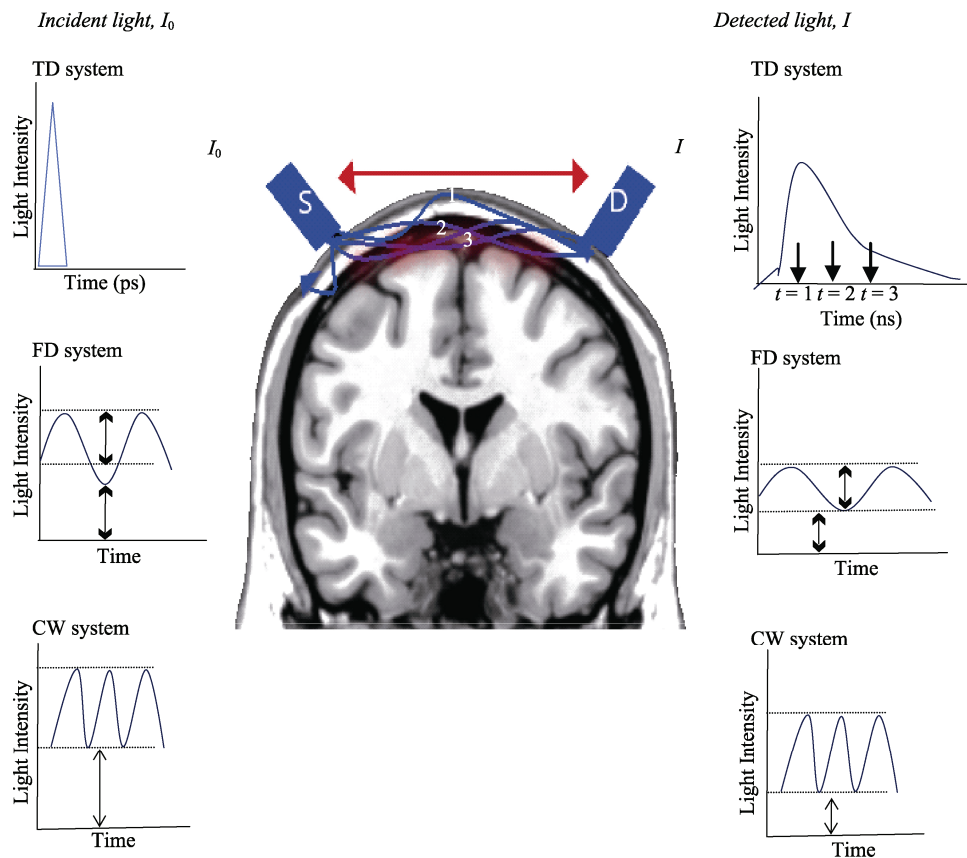 Incident light, I₀
Detected light, I
TD system
Light Intensity
Time (ps)
I₀
I
S
D
1
2
3
TD system
Light Intensity
t = 1 t = 2 t = 3
Time (ns)
FD system
Light Intensity
Time
FD system
Light Intensity
Time
CW system
Light Intensity
Time
CW system
Light Intensity
Time